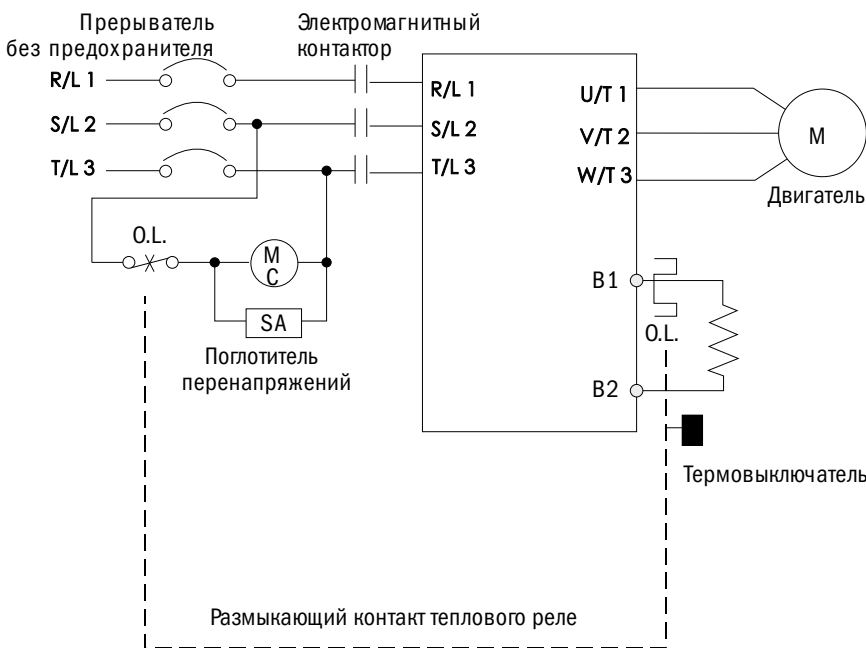 Прерыватель
без предохранителя
Электромагнитный
контактор
R/L 1
S/L 2
T/L 3
R/L 1
S/L 2
T/L 3
U/T 1
V/T 2
W/T 3
M
Двигатель
O.L.
M
C
SA
Поглотитель
перенапряжений
B1
O.L.
B2
Термовыключатель
Размыкающий контакт теплового реле